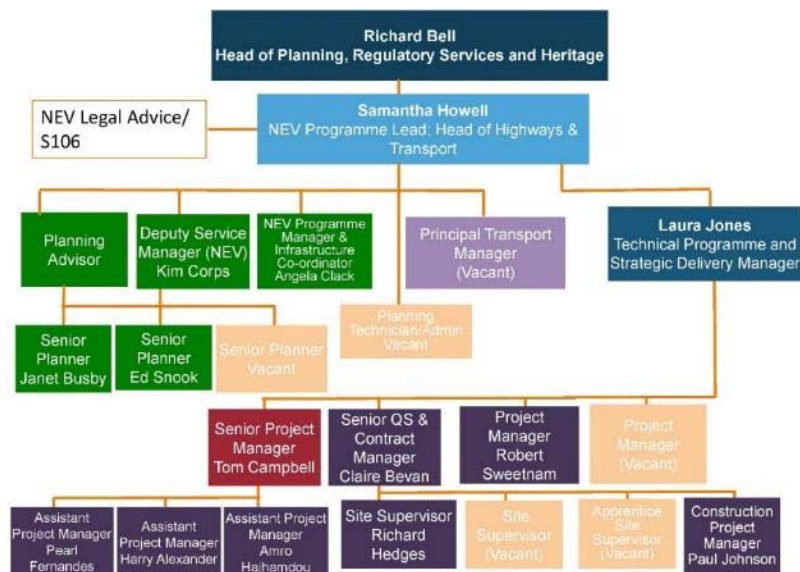 Richard Bell
Head of Planning, Regulatory Services and Heritage
NEV Legal Advice/
S106
Samantha Howell
NEV Programme Lead; Head of Highways &
Transport
Planning
Advisor
Deputy Service
Manager (NEV)
Kim Corps
NEV Programme
Manager &
Infrastructure
Co-ordinator
Angela Clack
Principal Transport
Manager
(Vacant)
Laura Jones
Technical Programme and
Strategic Delivery Manager
Planning
Technician/Admin
Vacant
Senior
Planner
Janet Busby
Senior
Planner
Ed Snook
Senior Planner
Vacant
Senior Project
Manager
Tom Campbell
Senior QS &
Contract
Manager
Claire Bevan
Project
Manager
Robert
Sweetnam
Project
Manager
(Vacant)
Assistant
Project Manager
Pearl
Fernandes
Assistant
Project Manager
Harry Alexander
Assistant Project
Manager
Amro
Hajhamdou
Site Supervisor
Richard
Hedges
Site
Supervisor
(Vacant)
Apprentice
Site
Supervisor
(Vacant)
Construction
Project
Manager
Paul Johnson